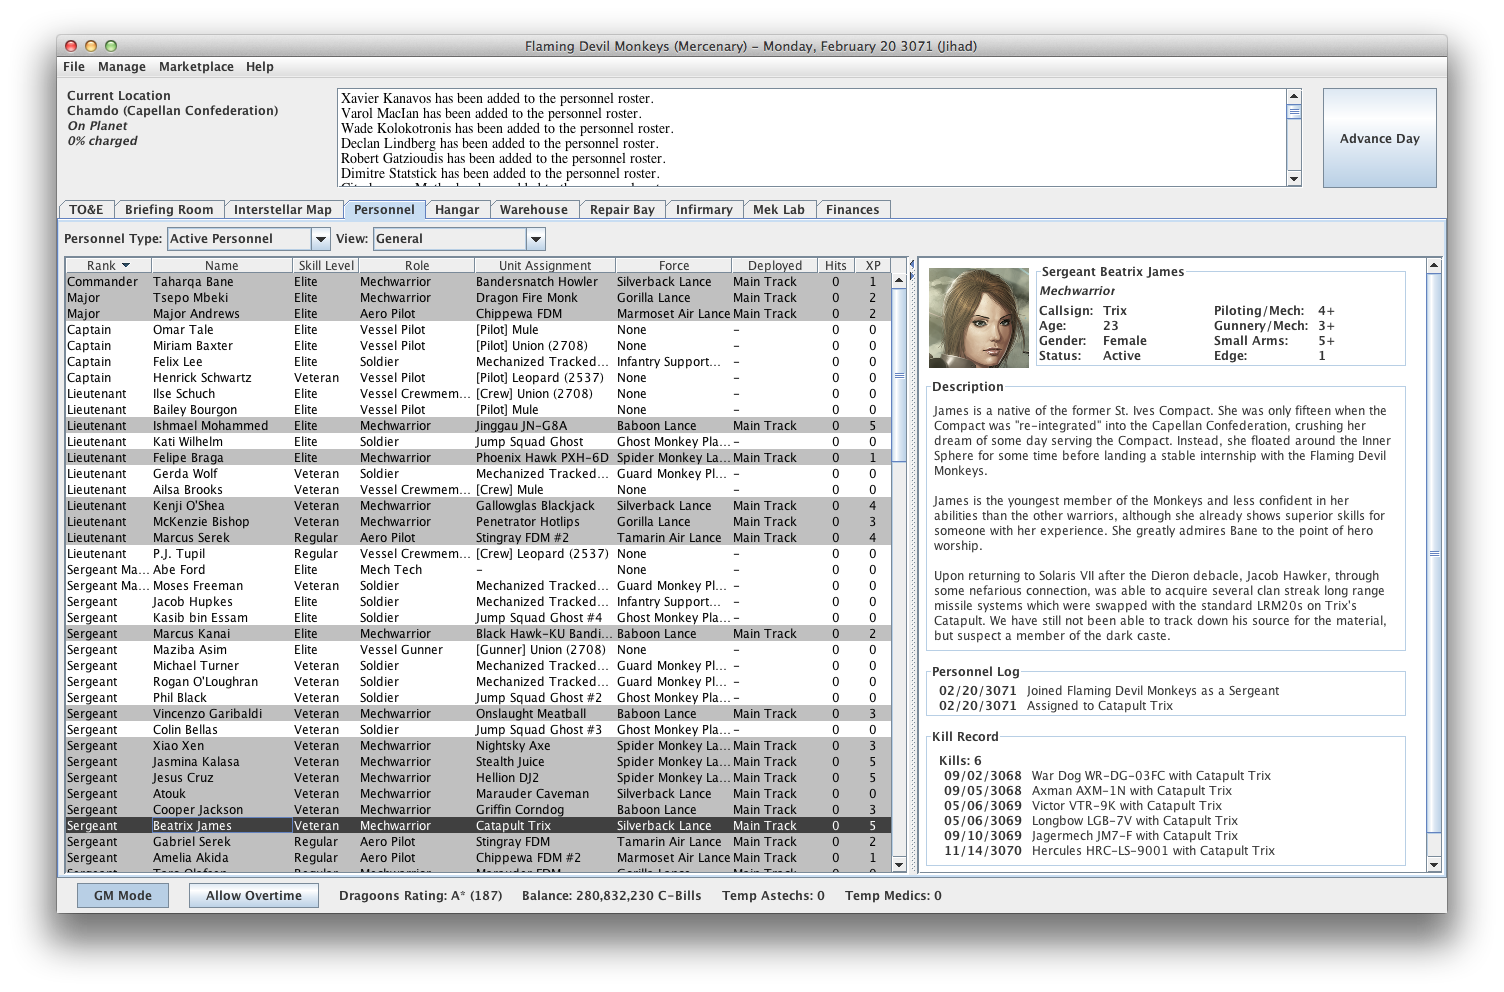 Flaming Devil Monkeys (Mercenary) – Monday, February 20 3071 (Jihad)
File Manage Marketplace Help
Current Location
Chamdo (Capellan Confederation)
On Planet
0% charged
Xavier Kanavos has been added to the personnel roster.
Varol MacIan has been added to the personnel roster.
Wade Kolokotronis has been added to the personnel roster.
Declan Lindberg has been added to the personnel roster.
Robert Gatzioudis has been added to the personnel roster.
Dimitre Statstick has been added to the personnel roster.
Advance Day
TO&E Briefing Room Interstellar Map Personnel Hangar Warehouse Repair Bay Infirmary Mek Lab Finances
Personnel Type: Active Personnel View: General
Rank Name Skill Level Role Unit Assignment Force Deployed Hits XP
Commander Taharqa Bane Elite Mechwarrior Bandersnatch Howler Silverback Lance Main Track 0 1
Major Tsepo Mbeki Elite Mechwarrior Dragon Fire Monk Gorilla Lance Main Track 0 2
Major Major Andrews Elite Aero Pilot Chippewa FDM Marmoset Air Lance Main Track 0 2
Captain Omar Tale Elite Vessel Pilot [Pilot] Mule None – 0 0
Captain Miriam Baxter Elite Vessel Pilot [Pilot] Union (2708) None – 0 0
Captain Felix Lee Elite Soldier Mechanized Tracked... Infantry Support... – 0 0
Captain Henrick Schwartz Veteran Vessel Pilot [Pilot] Leopard (2537) None – 0 0
Lieutenant Ilse Schuch Elite Vessel Crewmem... [Crew] Union (2708) None – 0 0
Lieutenant Bailey Bourgon Elite Vessel Pilot [Pilot] Mule None – 0 0
Lieutenant Ishmael Mohammed Elite Mechwarrior Jinggau JN-G8A Baboon Lance Main Track 0 5
Lieutenant Kati Wilhelm Elite Soldier Jump Squad Ghost Ghost Monkey Pla... – 0 0
Lieutenant Felipe Braga Elite Mechwarrior Phoenix Hawk PXH-6D Spider Monkey La... Main Track 0 1
Lieutenant Gerda Wolf Veteran Soldier Mechanized Tracked... Guard Monkey Pl... – 0 0
Lieutenant Ailsa Brooks Veteran Vessel Crewmem... [Crew] Mule None – 0 0
Lieutenant Kenji O'Shea Veteran Mechwarrior Gallowglas Blackjack Silverback Lance Main Track 0 4
Lieutenant McKenzie Bishop Veteran Mechwarrior Penetrator Hotlips Gorilla Lance Main Track 0 3
Lieutenant Marcus Serek Regular Aero Pilot Stingray FDM #2 Tamarin Air Lance Main Track 0 4
Lieutenant P.J. Tupil Regular Vessel Crewmem... [Crew] Leopard (2537) None – 0 0
Sergeant Ma... Abe Ford Elite Mech Tech – None – 0 0
Sergeant Ma... Moses Freeman Veteran Soldier Mechanized Tracked... Guard Monkey Pl... – 0 0
Sergeant Jacob Hupkes Elite Soldier Mechanized Tracked... Infantry Support... – 0 0
Sergeant Kasib bin Essam Elite Soldier Jump Squad Ghost #4 Ghost Monkey Pla... – 0 0
Sergeant Marcus Kanai Elite Mechwarrior Black Hawk-KU Bandi... Baboon Lance Main Track 0 2
Sergeant Maziba Asim Elite Vessel Gunner [Gunner] Union (2708) None – 0 0
Sergeant Michael Turner Veteran Soldier Mechanized Tracked... Guard Monkey Pl... – 0 0
Sergeant Rogan O'Loughran Veteran Soldier Mechanized Tracked... Guard Monkey Pl... – 0 0
Sergeant Phil Black Veteran Soldier Jump Squad Ghost #2 Ghost Monkey Pla... – 0 0
Sergeant Vincenzo Garibaldi Veteran Mechwarrior Onslaught Meatball Baboon Lance Main Track 0 3
Sergeant Colin Bellas Veteran Soldier Jump Squad Ghost #3 Ghost Monkey Pla... – 0 0
Sergeant Xiao Xen Veteran Mechwarrior Nightsky Axe Spider Monkey La... Main Track 0 3
Sergeant Jasmina Kalasa Veteran Mechwarrior Stealth Juice Spider Monkey La... Main Track 0 5
Sergeant Jesus Cruz Veteran Mechwarrior Hellion DJ2 Spider Monkey La... Main Track 0 5
Sergeant Atouk Veteran Mechwarrior Marauder Caveman Silverback Lance Main Track 0 0
Sergeant Cooper Jackson Veteran Mechwarrior Griffin Corndog Baboon Lance Main Track 0 3
Sergeant Beatrix James Veteran Mechwarrior Catapult Trix Silverback Lance Main Track 0 5
Sergeant Gabriel Serek Regular Aero Pilot Stingray FDM Tamarin Air Lance Main Track 0 2
Sergeant Amelia Akida Regular Aero Pilot Chippewa FDM #2 Marmoset Air Lance Main Track 0 1
Sergeant Beatrix James
Mechwarrior
Callsign: Trix Piloting/Mech: 4+
Age: 23 Gunnery/Mech: 3+
Gender: Female Small Arms: 5+
Status: Active Edge: 1
Description
James is a native of the former St. Ives Compact. She was only fifteen when the
Compact was "re-integrated" into the Capellan Confederation, crushing her
dream of some day serving the Compact. Instead, she floated around the Inner
Sphere for some time before landing a stable internship with the Flaming Devil
Monkeys.
James is the youngest member of the Monkeys and less confident in her
abilities than the other warriors, although she already shows superior skills for
someone with her experience. She greatly admires Bane to the point of hero
worship.
Upon returning to Solaris VII after the Dieron debacle, Jacob Hawker, through
some nefarious connection, was able to acquire several clan streak long range
missile systems which were swapped with the standard LRM20s on Trix's
Catapult. We have still not been able to track down his source for the material,
but suspect a member of the dark caste.
Personnel Log
02/20/3071 Joined Flaming Devil Monkeys as a Sergeant
02/20/3071 Assigned to Catapult Trix
Kill Record
Kills: 6
09/02/3068 War Dog WR-DG-03FC with Catapult Trix
09/05/3068 Axman AXM-1N with Catapult Trix
05/06/3069 Victor VTR-9K with Catapult Trix
05/06/3069 Longbow LGB-7V with Catapult Trix
09/10/3069 Jagermech JM7-F with Catapult Trix
11/14/3070 Hercules HRC-LS-9001 with Catapult Trix
GM Mode Allow Overtime Dragoons Rating: A* (187) Balance: 280,832,230 C-Bills Temp Astechs: 0 Temp Medics: 0